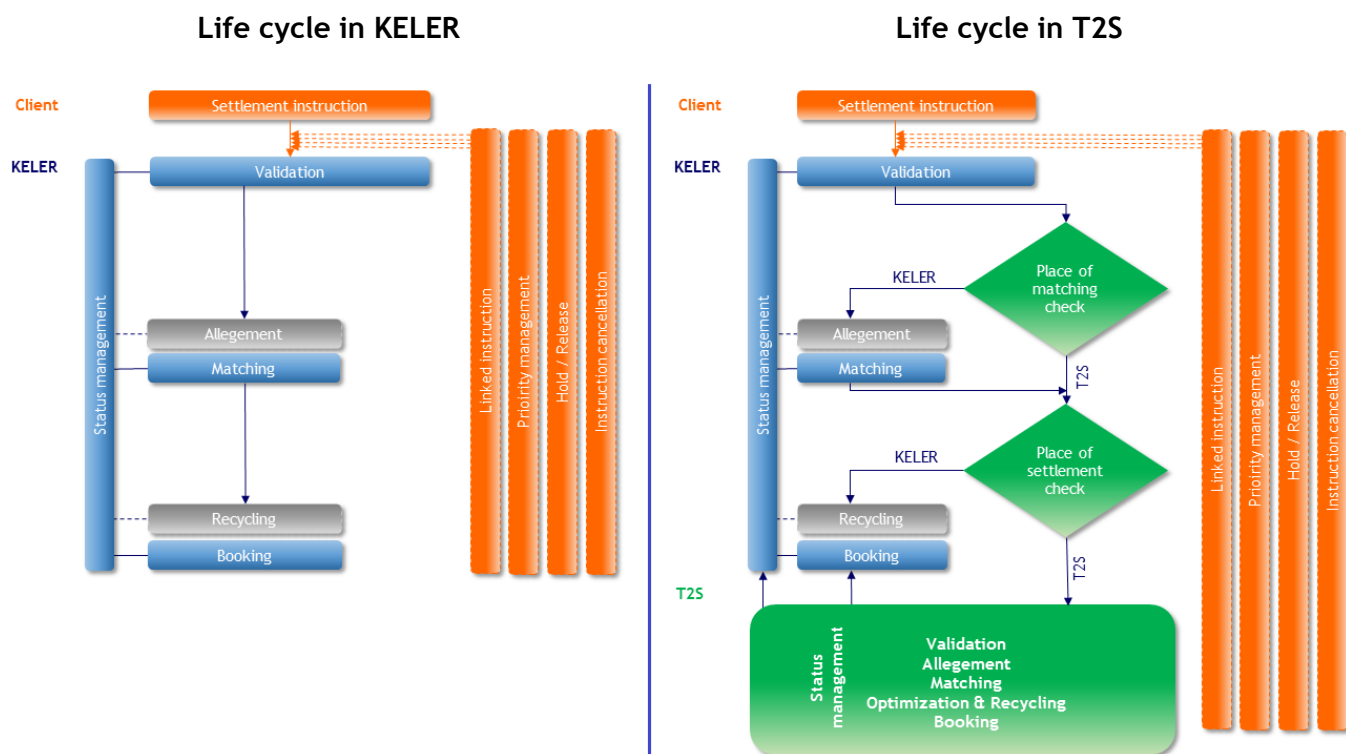 Life cycle in KELER
Client
Settlement instruction
KELER
Validation
Status management
Allegement
Matching
Recycling
Booking
Linked instruction
Prioirity management
Hold / Release
Instruction cancellation
Life cycle in T2S
Client
Settlement instruction
KELER
Validation
Place of
matching
check
KELER
Status management
Allegement
Matching
T2S
Place of
settlement
check
KELER
Recycling
Booking
T2S
Linked instruction
Prioirity management
Hold / Release
Instruction cancellation
T2S
Status
management
Validation
Allegement
Matching
Optimization & Recycling
Booking